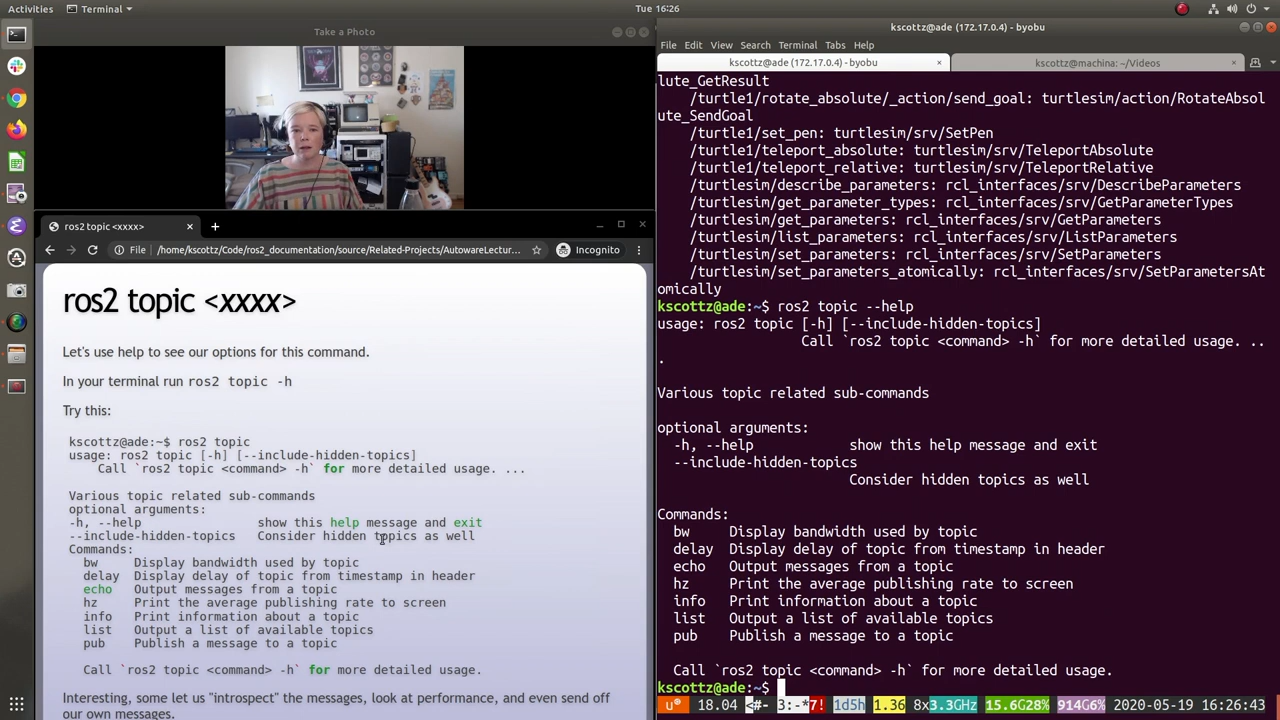 Activities
Terminal
Tue 16:26
Take a Photo
ros2 topic <xxxx>
File
/home/kscottz/Code/ros2_documentation/source/Related-Projects/AutowareLectur...
Incognito
ros2 topic <xxxx>
Let's use help to see our options for this command.
In your terminal run ros2 topic -h
Try this:
kscottz@ade:~$ ros2 topic
usage: ros2 topic [-h] [--include-hidden-topics]
Call `ros2 topic <command> -h` for more detailed usage. ...
Various topic related sub-commands
optional arguments:
-h, --help show this help message and exit
--include-hidden-topics Consider hidden topics as well
Commands:
bw Display bandwidth used by topic
delay Display delay of topic from timestamp in header
echo Output messages from a topic
hz Print the average publishing rate to screen
info Print information about a topic
list Output a list of available topics
pub Publish a message to a topic
Call `ros2 topic <command> -h` for more detailed usage.
Interesting, some let us "introspect" the messages, look at performance, and even send off
our own messages.
kscottz@ade (172.17.0.4) - byobu
File Edit View Search Terminal Tabs Help
kscottz@ade (172.17.0.4) - byobu
kscottz@machina: ~/Videos
lute_GetResult
/turtle1/rotate_absolute/_action/send_goal: turtlesim/action/RotateAbsol
ute_SendGoal
/turtle1/set_pen: turtlesim/srv/SetPen
/turtle1/teleport_absolute: turtlesim/srv/TeleportAbsolute
/turtle1/teleport_relative: turtlesim/srv/TeleportRelative
/turtlesim/describe_parameters: rcl_interfaces/srv/DescribeParameters
/turtlesim/get_parameter_types: rcl_interfaces/srv/GetParameterTypes
/turtlesim/get_parameters: rcl_interfaces/srv/GetParameters
/turtlesim/list_parameters: rcl_interfaces/srv/ListParameters
/turtlesim/set_parameters: rcl_interfaces/srv/SetParameters
/turtlesim/set_parameters_atomically: rcl_interfaces/srv/SetParametersAt
omically
kscottz@ade:~$ ros2 topic --help
usage: ros2 topic [-h] [--include-hidden-topics]
Call `ros2 topic <command> -h` for more detailed usage. ..
.
Various topic related sub-commands
optional arguments:
-h, --help show this help message and exit
--include-hidden-topics
Consider hidden topics as well
Commands:
bw Display bandwidth used by topic
delay Display delay of topic from timestamp in header
echo Output messages from a topic
hz Print the average publishing rate to screen
info Print information about a topic
list Output a list of available topics
pub Publish a message to a topic
Call `ros2 topic <command> -h` for more detailed usage.
kscottz@ade:~$
u 18.04 <#- 3:-*7! 1d5h 1.36 8x3.3GHz 15.6G28% 914G6% 2020-05-19 16:26:43